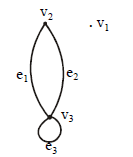 v₂
. v₁
e₁
e₂
v₃
e₃